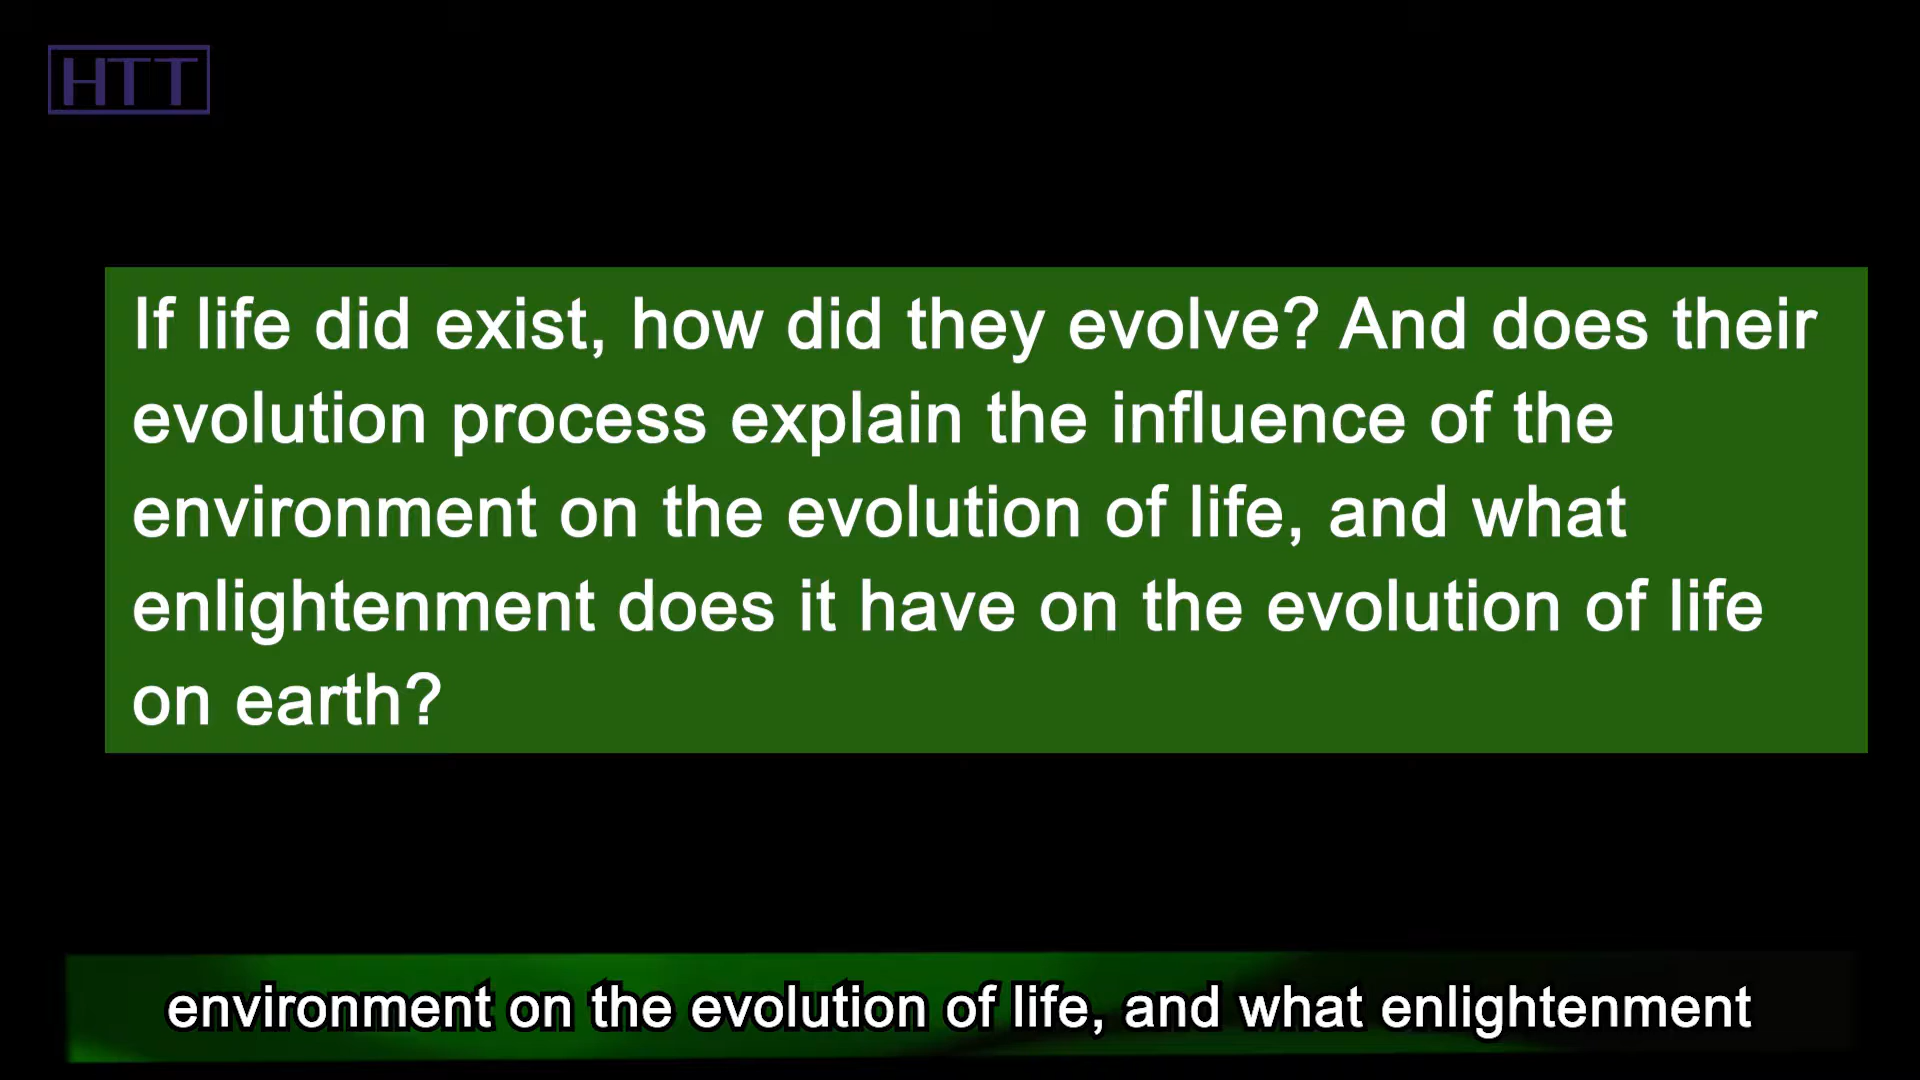 HTT
If life did exist, how did they evolve? And does their
evolution process explain the influence of the
environment on the evolution of life, and what
enlightenment does it have on the evolution of life
on earth?
environment on the evolution of life, and what enlightenment